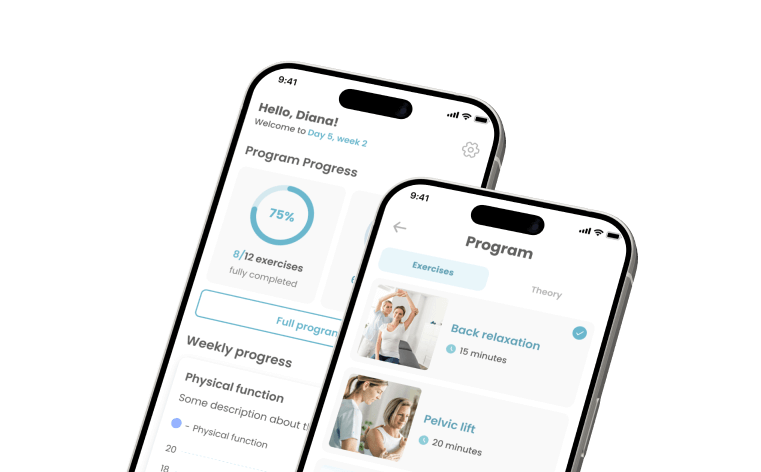 9:41
Hello, Diana!
Welcome to Day 5, week 2
Program Progress
75%
8/12 exercises
fully completed
Full program
Weekly progress
Physical function
Some description about
- Physical function
20
18
9:41
Program
Exercises
Theory
Back relaxation
15 minutes
Pelvic lift
20 minutes